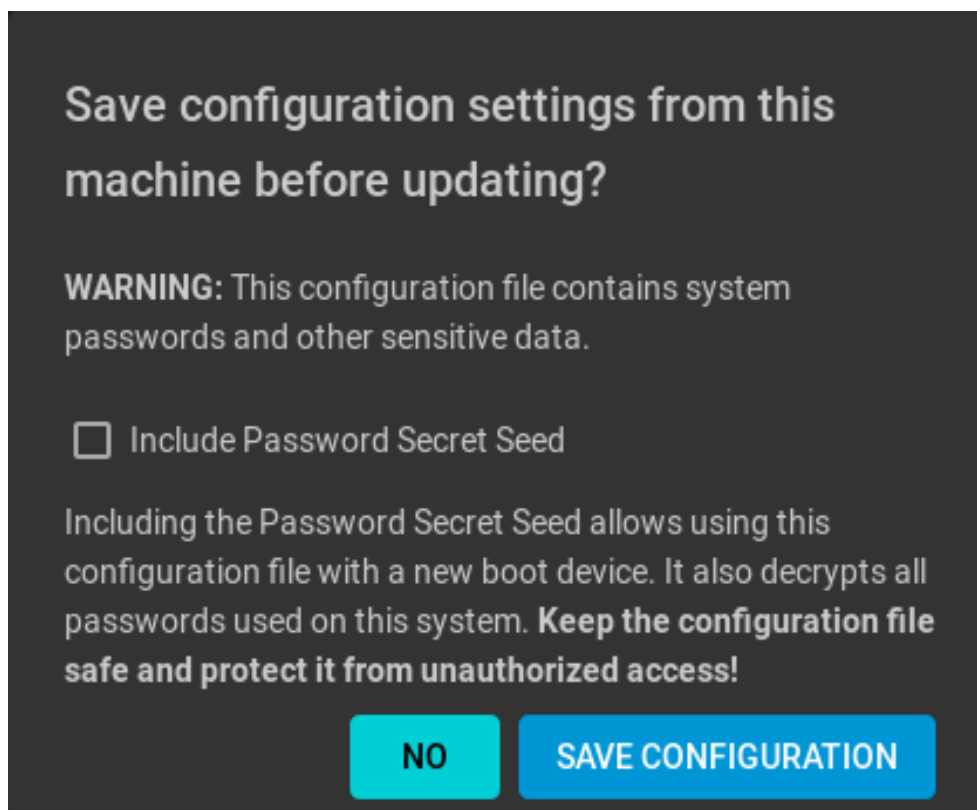 Save configuration settings from this
machine before updating?
WARNING: This configuration file contains system
passwords and other sensitive data.
Include Password Secret Seed
Including the Password Secret Seed allows using this
configuration file with a new boot device. It also decrypts all
passwords used on this system. Keep the configuration file
safe and protect it from unauthorized access!
NO
SAVE CONFIGURATION